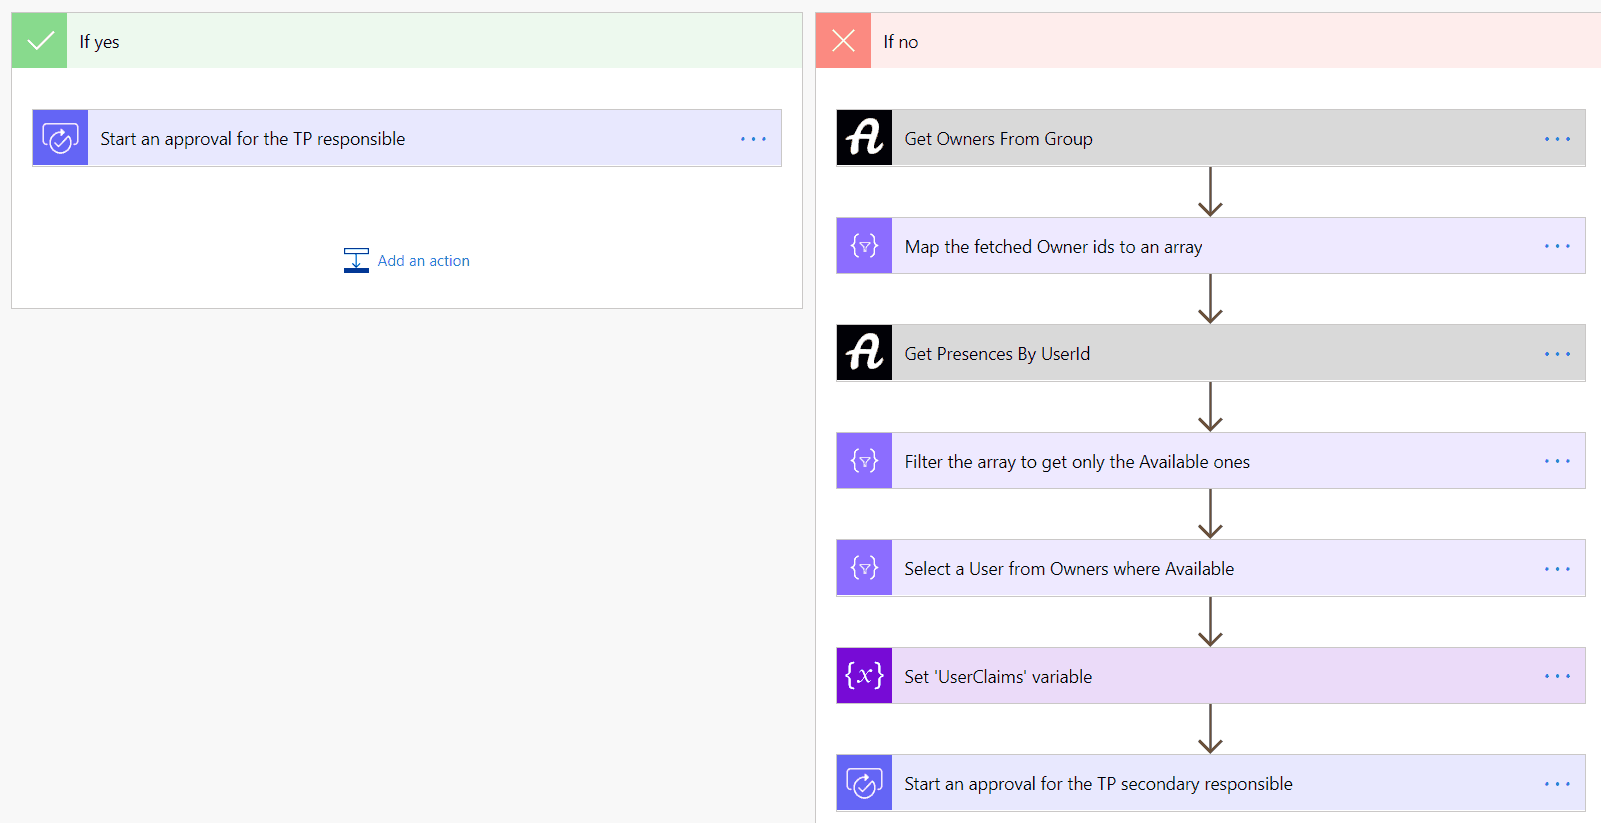 If yes
Start an approval for the TP responsible
Add an action
If no
Get Owners From Group
Map the fetched Owner ids to an array
Get Presences By UserId
Filter the array to get only the Available ones
Select a User from Owners where Available
{x} Set 'UserClaims' variable
Start an approval for the TP secondary responsible